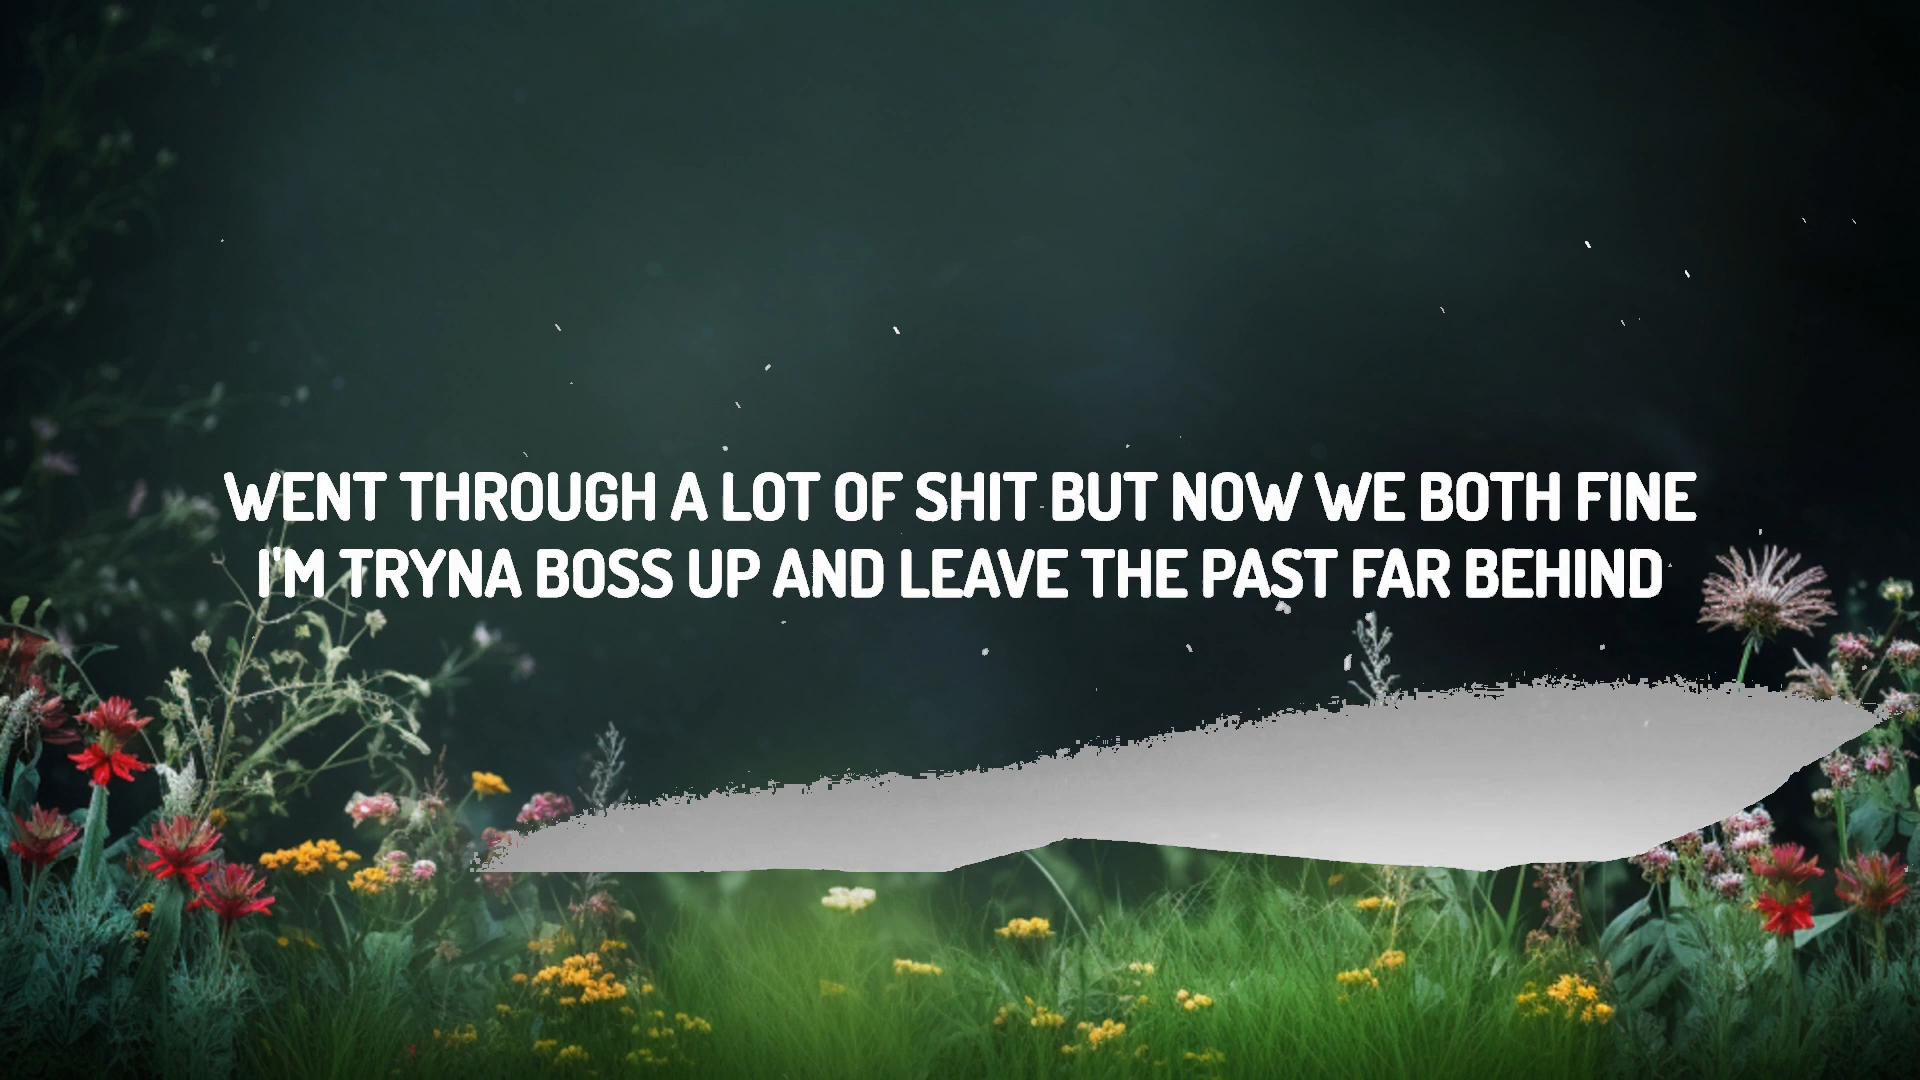 WENT THROUGH A LOT OF SHIT BUT NOW WE BOTH FINE
I'M TRYNA BOSS UP AND LEAVE THE PAST FAR BEHIND